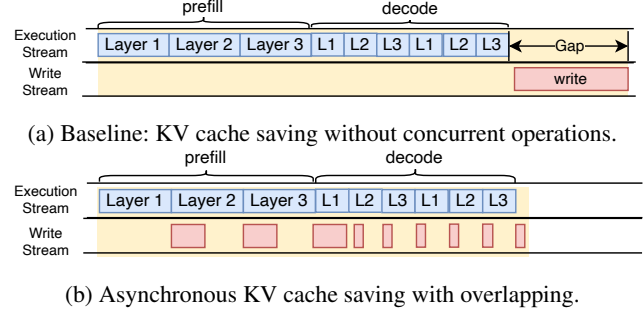 prefill decode
Execution Stream Layer 1 Layer 2 Layer 3 L1 L2 L3 L1 L2 L3 Gap
Write Stream write
(a) Baseline: KV cache saving without concurrent operations.
prefill decode
Execution Stream Layer 1 Layer 2 Layer 3 L1 L2 L3 L1 L2 L3
Write Stream
(b) Asynchronous KV cache saving with overlapping.